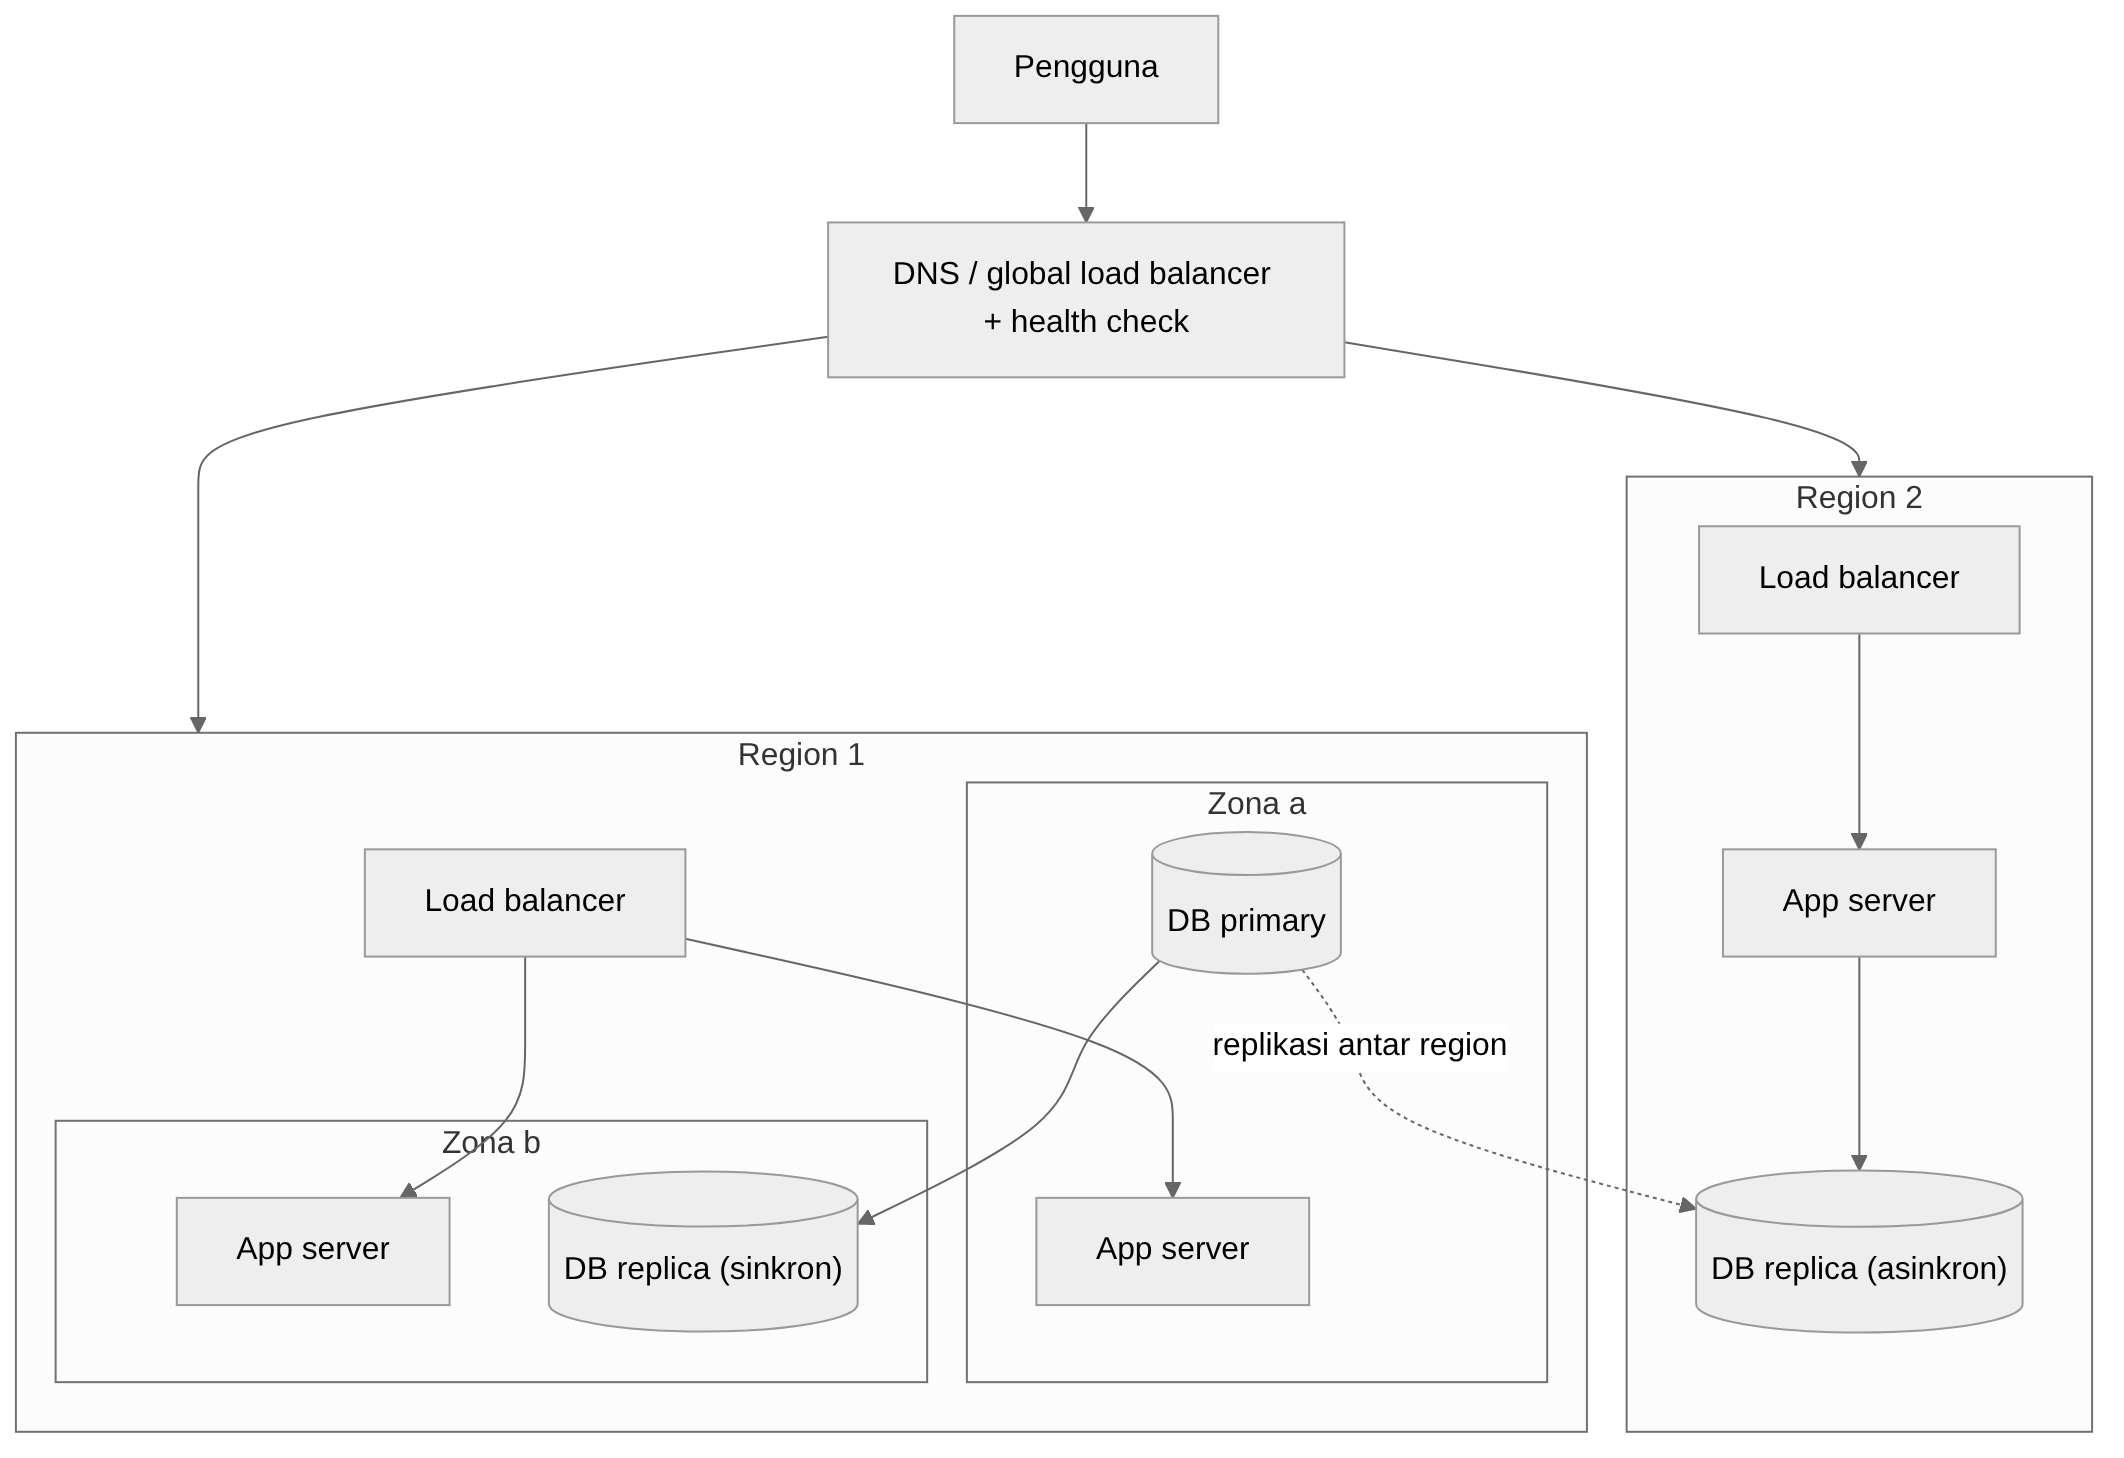 Pengguna
DNS / global load balancer
+ health check
Region 2
Load balancer
App server
DB replica (asinkron)
Region 1
Load balancer
Zona a
DB primary
replikasi antar region
App server
Zona b
App server
DB replica (sinkron)